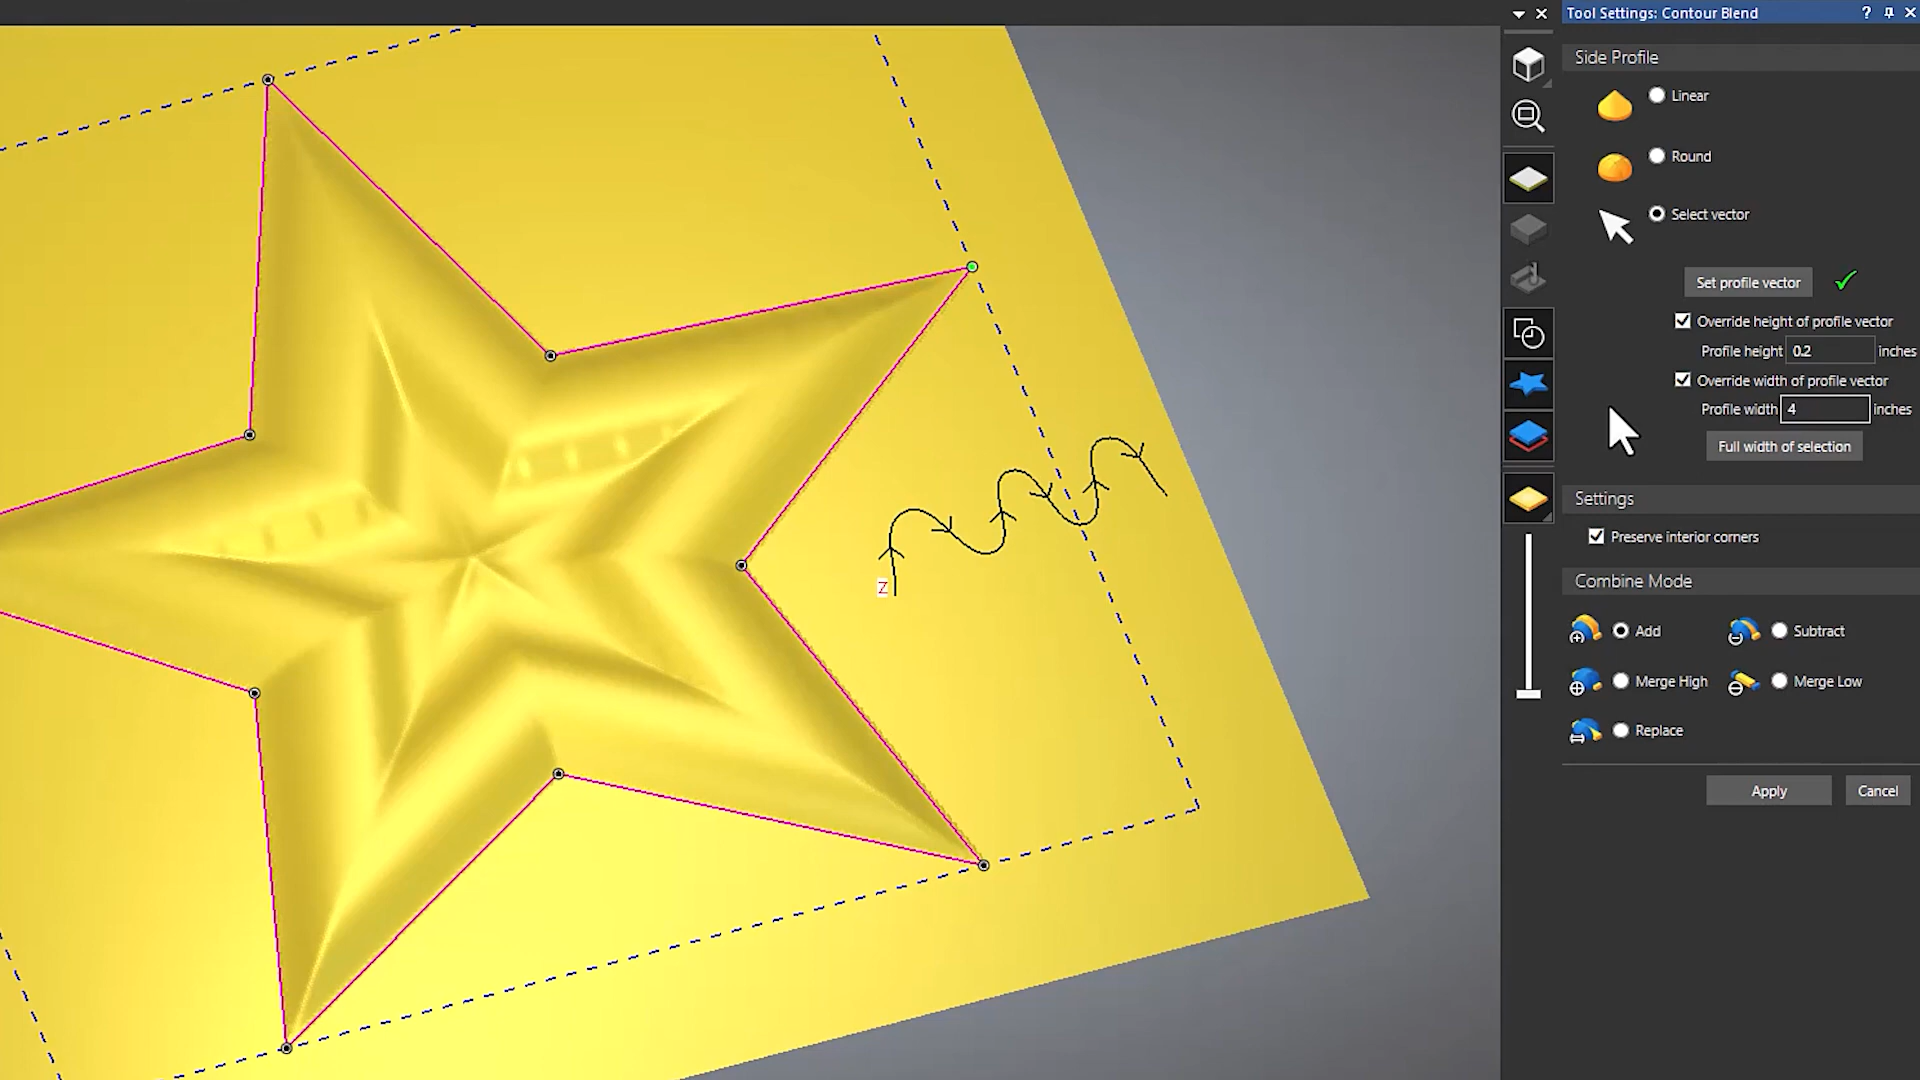 Tool Settings: Contour Blend
Side Profile
Linear
Round
Select vector
Set profile vector
Override height of profile vector
Profile height 0.2 inches
Override width of profile vector
Profile width 4 inches
Full width of selection
Z
Settings
Preserve interior corners
Combine Mode
Add Subtract
Merge High Merge Low
Replace
Apply Cancel